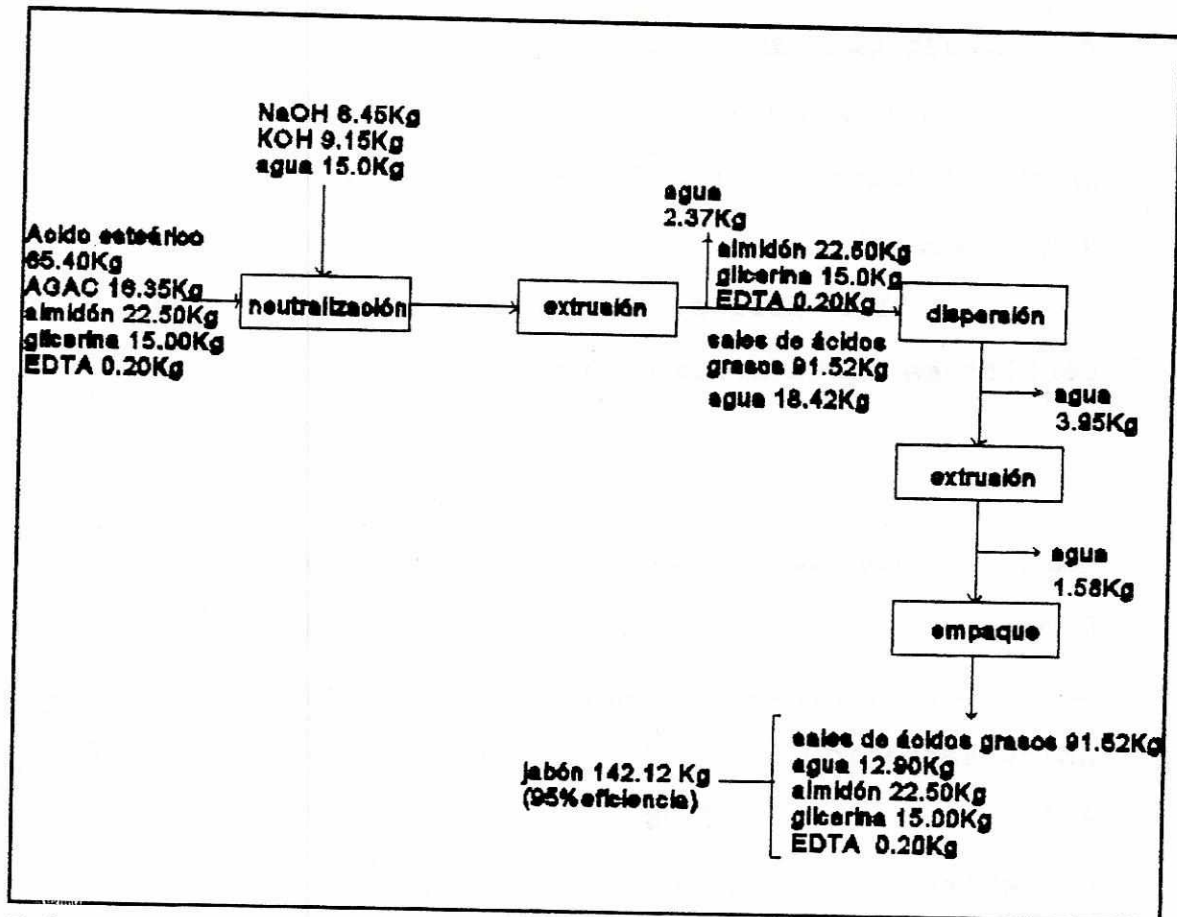 NaOH 6.45Kg
KOH 9.15Kg
agua 15.0Kg
Acido esteárico
65.40Kg
AGAC 16.35Kg
almidón 22.50Kg
glicerina 15.00Kg
EDTA 0.20Kg
neutralización
extrusión
agua
2.37Kg
almidón 22.50Kg
glicerina 15.0Kg
EDTA 0.20Kg
sales de ácidos
grasos 91.52Kg
agua 18.42Kg
dispersión
agua
3.95Kg
extrusión
agua
1.58Kg
empaque
jabón 142.12 Kg
(95%eficiencia)
sales de ácidos grasos 91.52Kg
agua 12.90Kg
almidón 22.50Kg
glicerina 15.00Kg
EDTA 0.20Kg